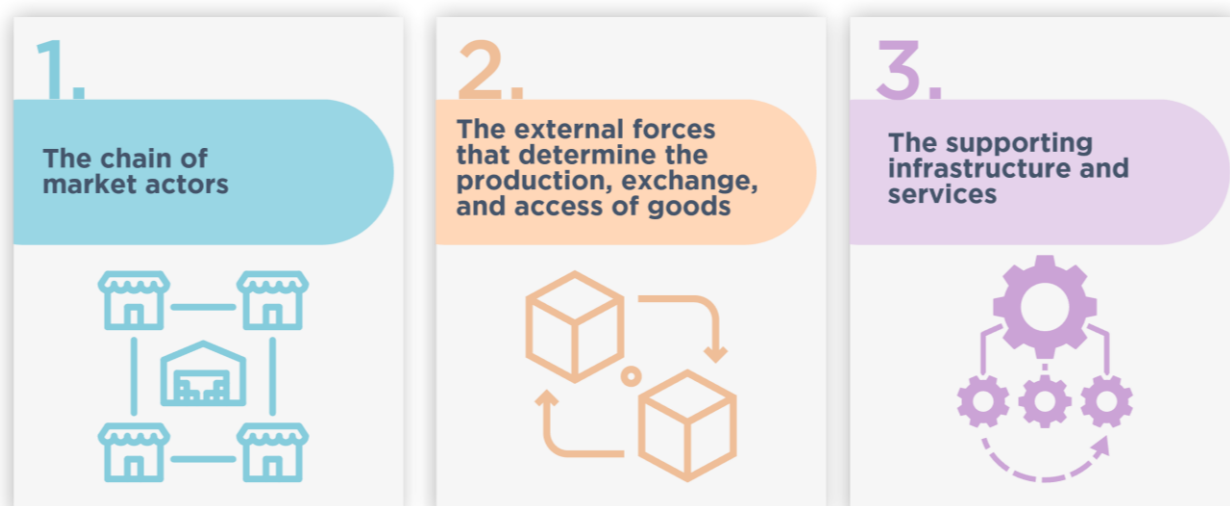 1.
The chain of
market actors
2.
The external forces
that determine the
production, exchange,
and access of goods
3.
The supporting
infrastructure and
services